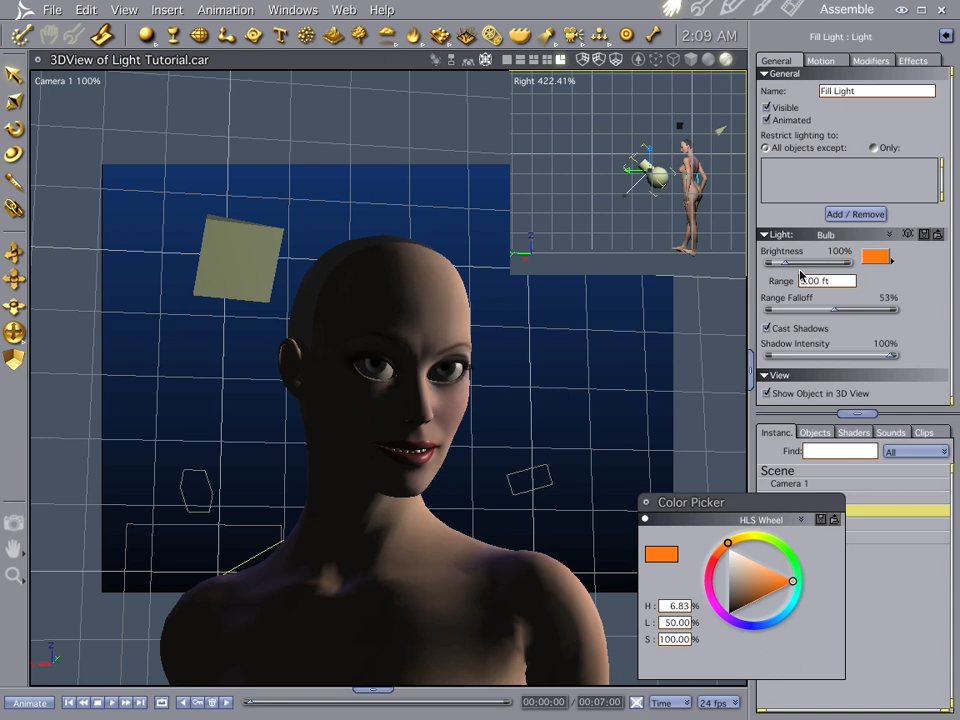 File Edit View Insert Animation Windows Web Help Assemble
2:09 AM
3DView of Light Tutorial.car
Camera 1 100%
Right 422.41%
Z
Z
Y
Fill Light : Light
General Motion Modifiers Effects
General
Name: Fill Light
Visible
Animated
Restrict lighting to:
All objects except: Only:
Add / Remove
Light: Bulb
Brightness 100%
Range .00 ft
Range Falloff 53%
Cast Shadows
Shadow Intensity 100%
View
Show Object in 3D View
Instanc. Objects Shaders Sounds Clips
Find: All
Scene
Camera 1
Color Picker
HLS Wheel
H : 6.83 %
L : 50.00 %
S : 100.00 %
Animate 00:00:00 / 00:07:00 Time 24 fps